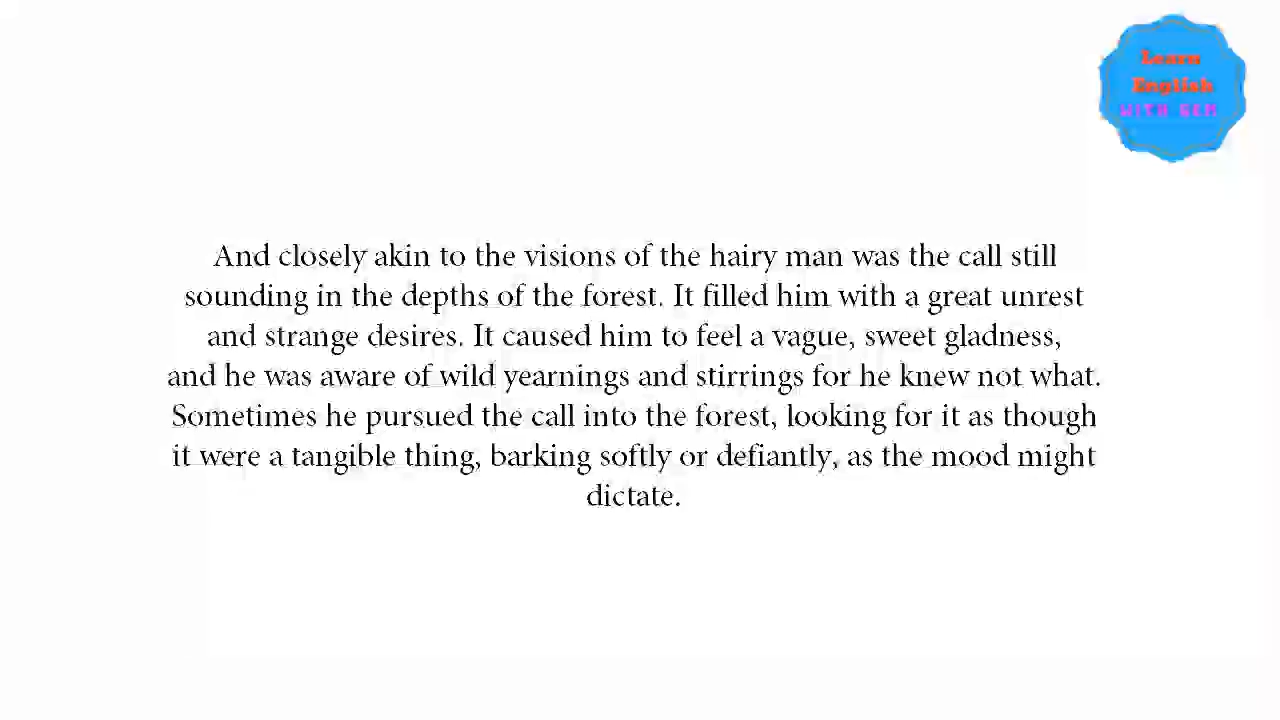 Learn
English
WITH GEM
And closely akin to the visions of the hairy man was the call still
sounding in the depths of the forest. It filled him with a great unrest
and strange desires. It caused him to feel a vague, sweet gladness,
and he was aware of wild yearnings and stirrings for he knew not what.
Sometimes he pursued the call into the forest, looking for it as though
it were a tangible thing, barking softly or defiantly, as the mood might
dictate.